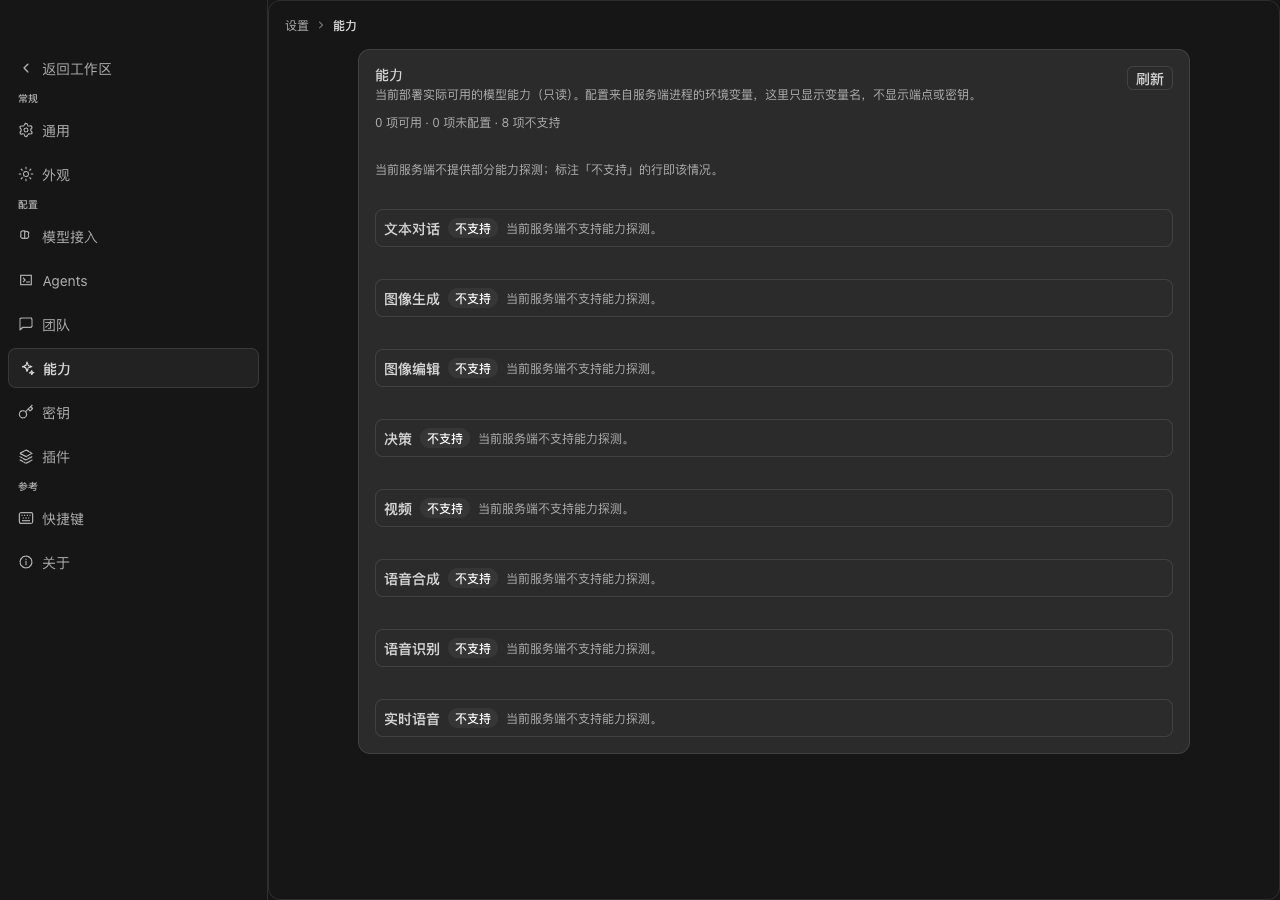 返回工作区
常规
通用
外观
配置
模型接入
Agents
团队
能力
密钥
插件
参考
快捷键
关于
设置 > 能力
能力
刷新
当前部署实际可用的模型能力（只读）。配置来自服务端进程的环境变量，这里只显示变量名，不显示端点或密钥。
0 项可用 · 0 项未配置 · 8 项不支持
当前服务端不提供部分能力探测；标注「不支持」的行即该情况。
文本对话 不支持 当前服务端不支持能力探测。
图像生成 不支持 当前服务端不支持能力探测。
图像编辑 不支持 当前服务端不支持能力探测。
决策 不支持 当前服务端不支持能力探测。
视频 不支持 当前服务端不支持能力探测。
语音合成 不支持 当前服务端不支持能力探测。
语音识别 不支持 当前服务端不支持能力探测。
实时语音 不支持 当前服务端不支持能力探测。